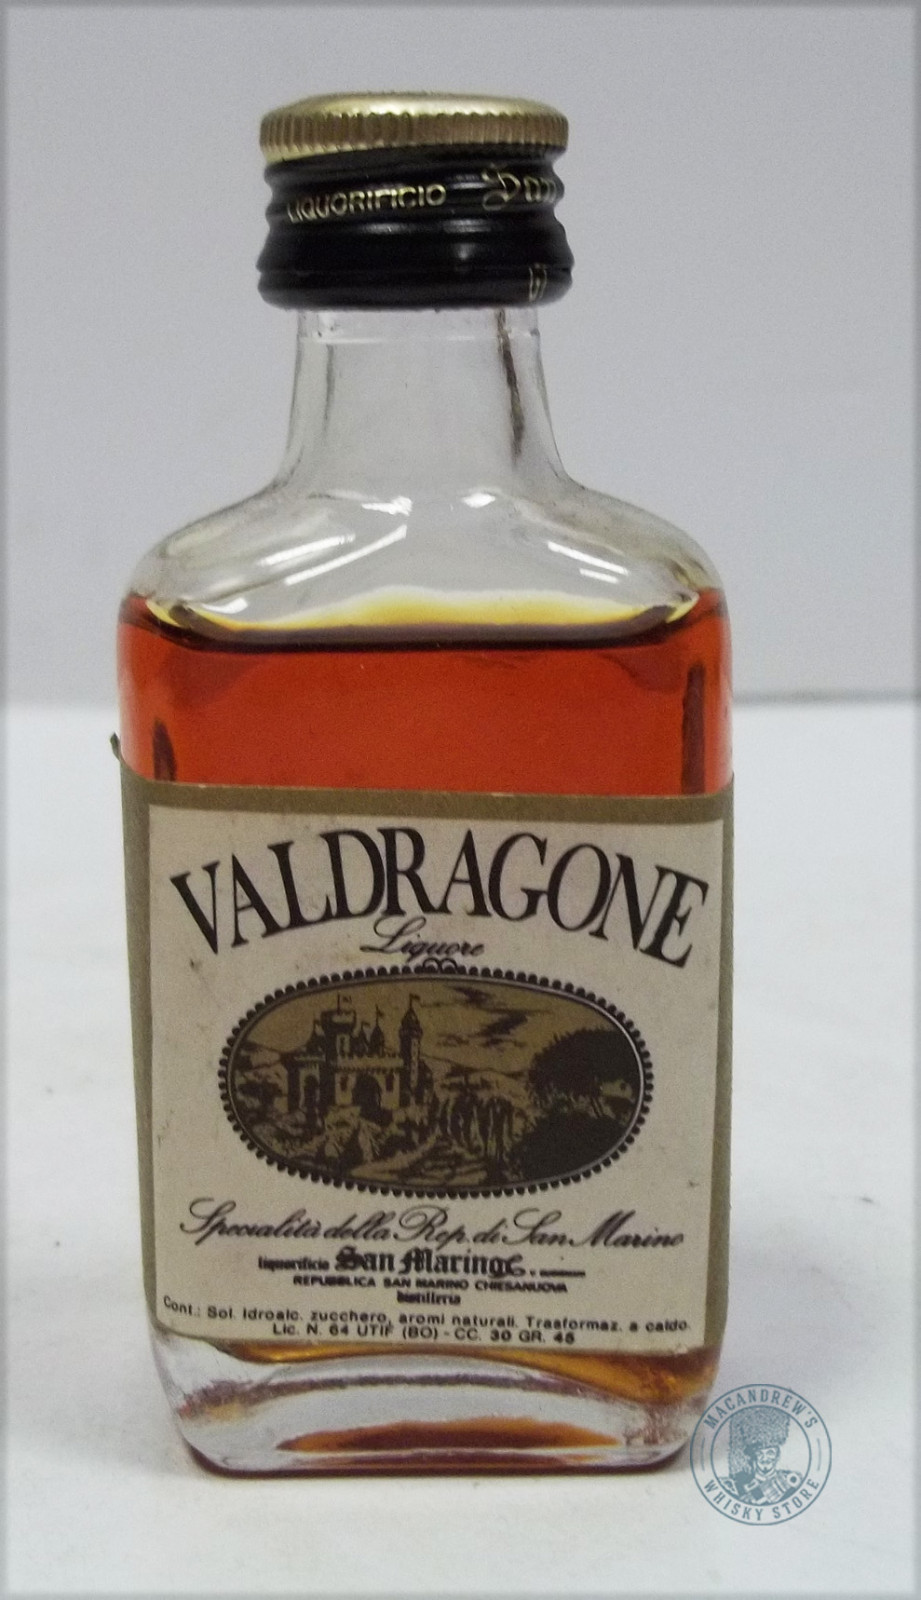 LIQUORIFICIO San
VALDRAGONE
Liquore
Specialità della Rep. di San Marino
liquorificio San Marino
REPUBBLICA SAN MARINO CHIESANUOVA
distilleria
Cont.: Sol. idroalc. zucchero, aromi naturali. Trasformaz. a caldo.
Lic. N. 64 UTIF (BO) - CC. 30 GR. 45
MACANDREW'S
WHISKY STORE